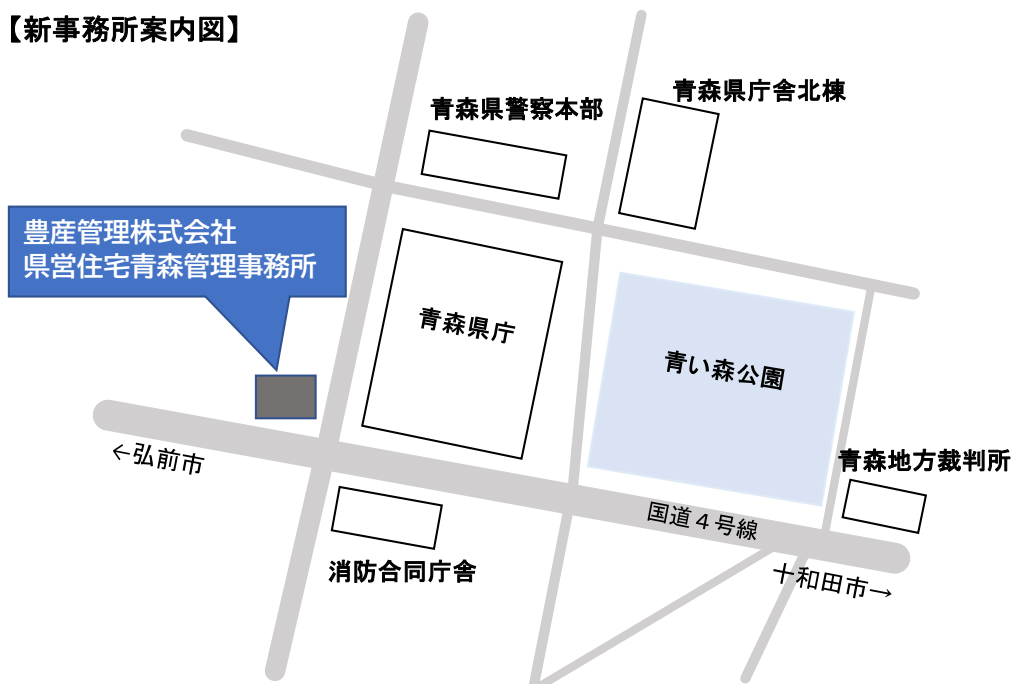 【新事務所案内図】
青森県庁舎北棟
青森県警察本部
豊産管理株式会社
県営住宅青森管理事務所
青森県庁
青い森公園
←弘前市
青森地方裁判所
国道４号線
消防合同庁舎
十和田市→